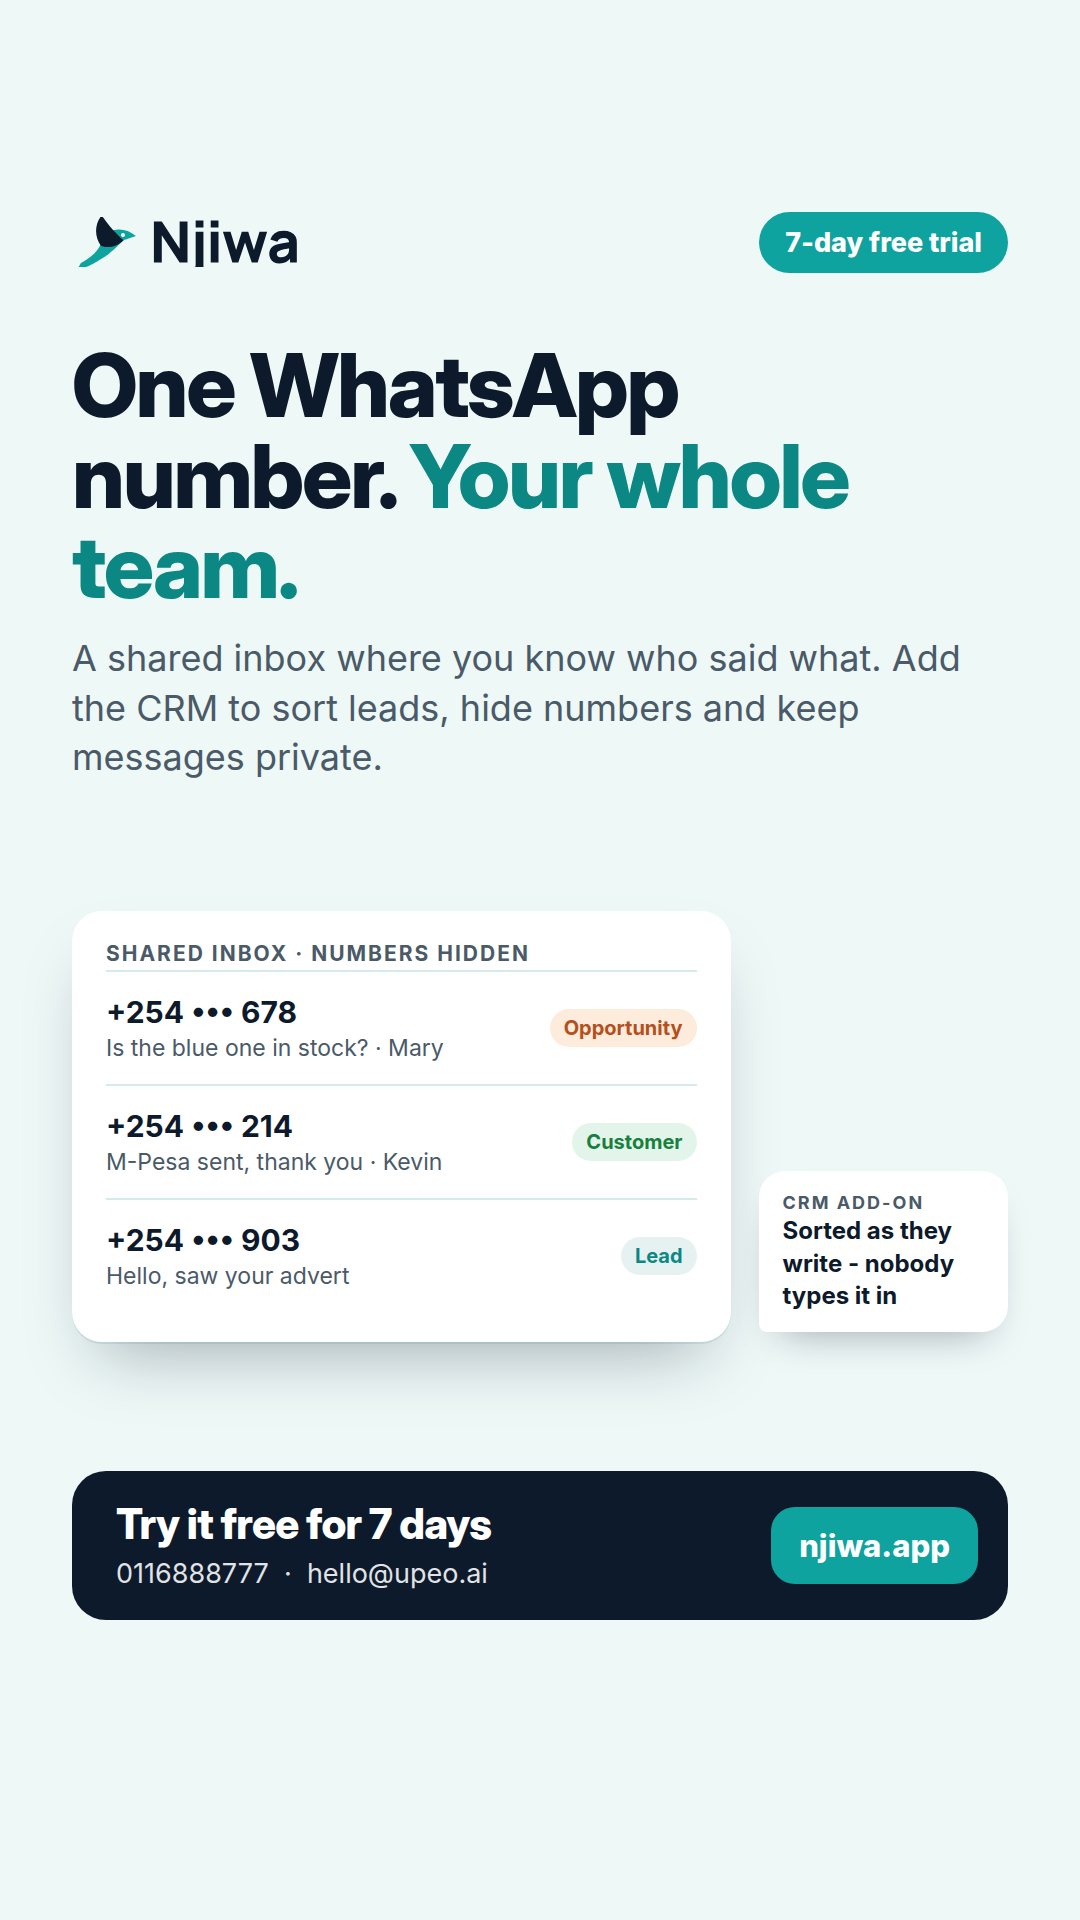 Njiwa
7-day free trial
One WhatsApp
number. Your whole
team.
A shared inbox where you know who said what. Add
the CRM to sort leads, hide numbers and keep
messages private.
SHARED INBOX · NUMBERS HIDDEN
+254 ••• 678
Is the blue one in stock? · Mary
Opportunity
+254 ••• 214
M-Pesa sent, thank you · Kevin
Customer
+254 ••• 903
Hello, saw your advert
Lead
CRM ADD-ON
Sorted as they
write - nobody
types it in
Try it free for 7 days
0116888777 · hello@upeo.ai
njiwa.app